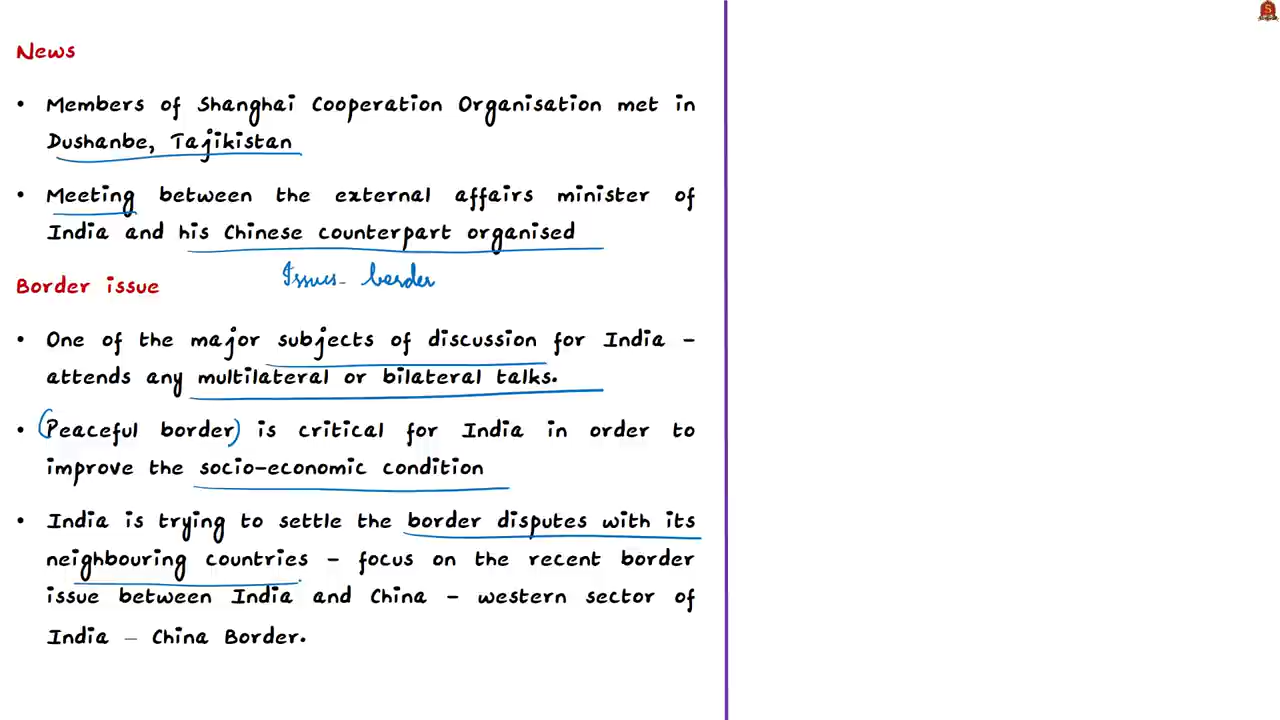 News
• Members of Shanghai Cooperation Organisation met in
Dushanbe, Tajikistan
• Meeting between the external affairs minister of
India and his Chinese counterpart organised
Issues- border
Border issue
• One of the major subjects of discussion for India –
attends any multilateral or bilateral talks.
• (Peaceful border) is critical for India in order to
improve the socio-economic condition
• India is trying to settle the border disputes with its
neighbouring countries – focus on the recent border
issue between India and China – western sector of
India – China Border.